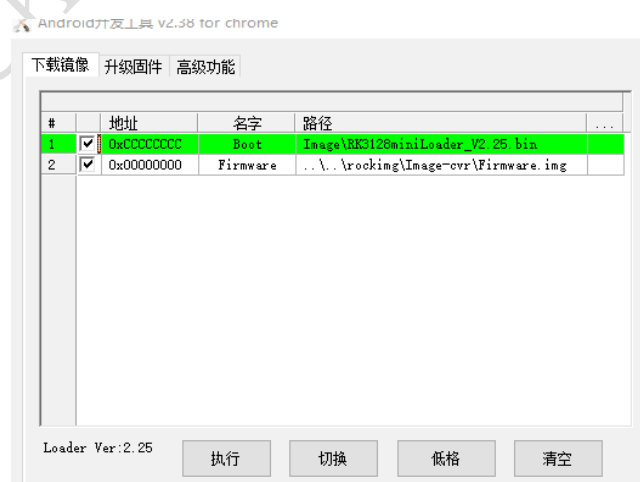 Android开发工具 v2.38 for chrome
下载镜像 升级固件 高级功能
# 地址 名字 路径 ...
1 0xCCCCCCCC Boot Image\RK3128miniLoader_V2.25.bin
2 0x00000000 Firmware ..\..\rockimg\Image-cvr\Firmware.img
Loader Ver:2.25 执行 切换 低格 清空